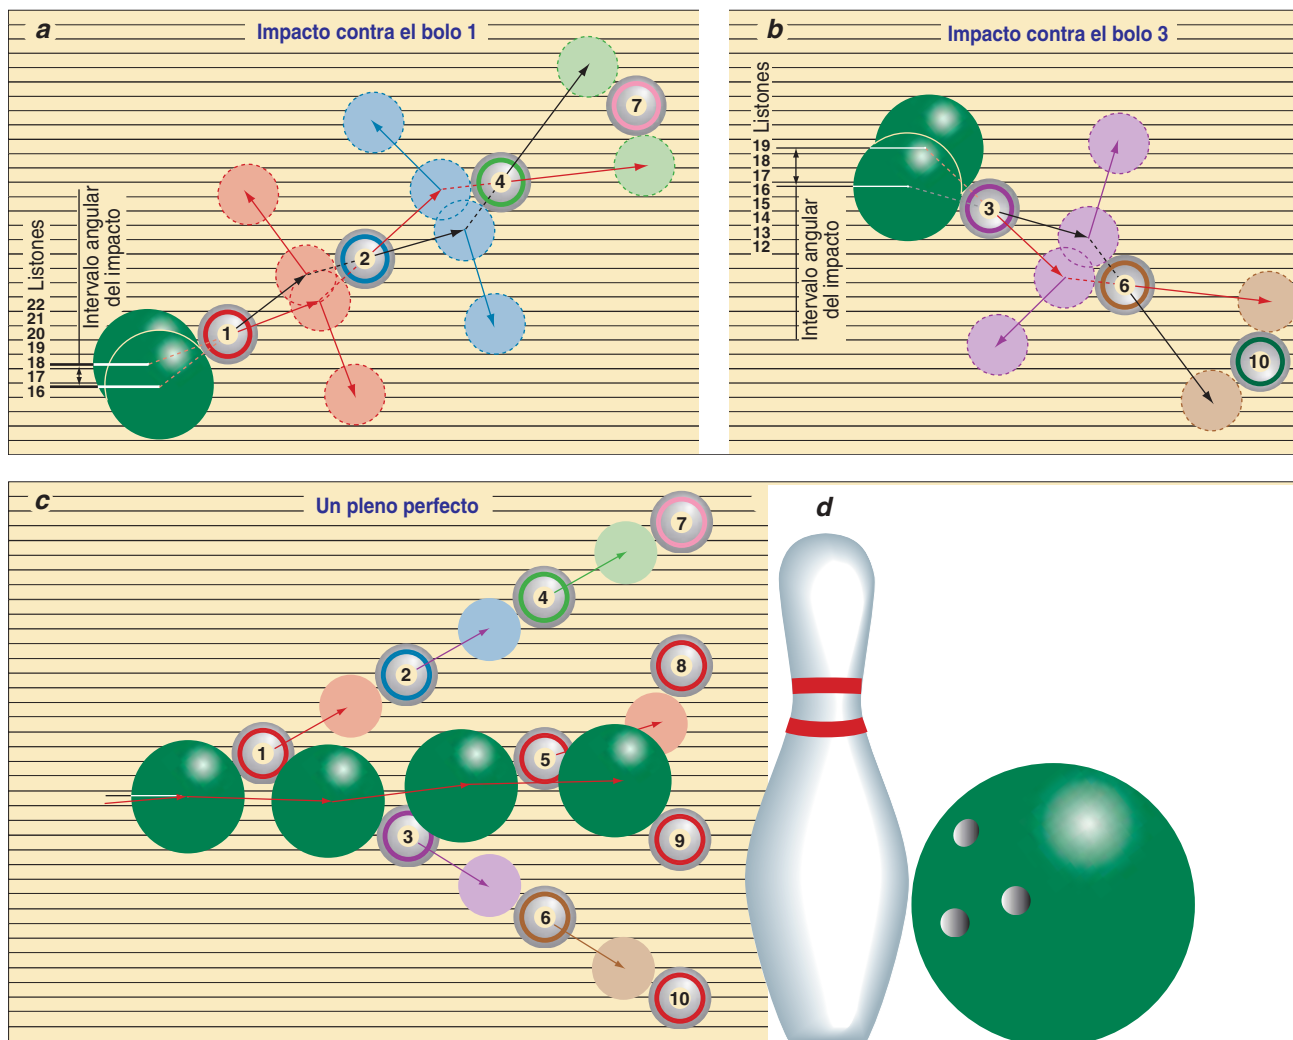 a
Impacto contra el bolo 1
Listones
Intervalo angular
del impacto
22
21
20
19
18
17
16
1
2
4
7
b
Impacto contra el bolo 3
Listones
19
18
17
16
15
14
13
12
Intervalo angular
del impacto
3
6
10
c
Un pleno perfecto
7
4
2
8
1
5
3
9
6
10
d